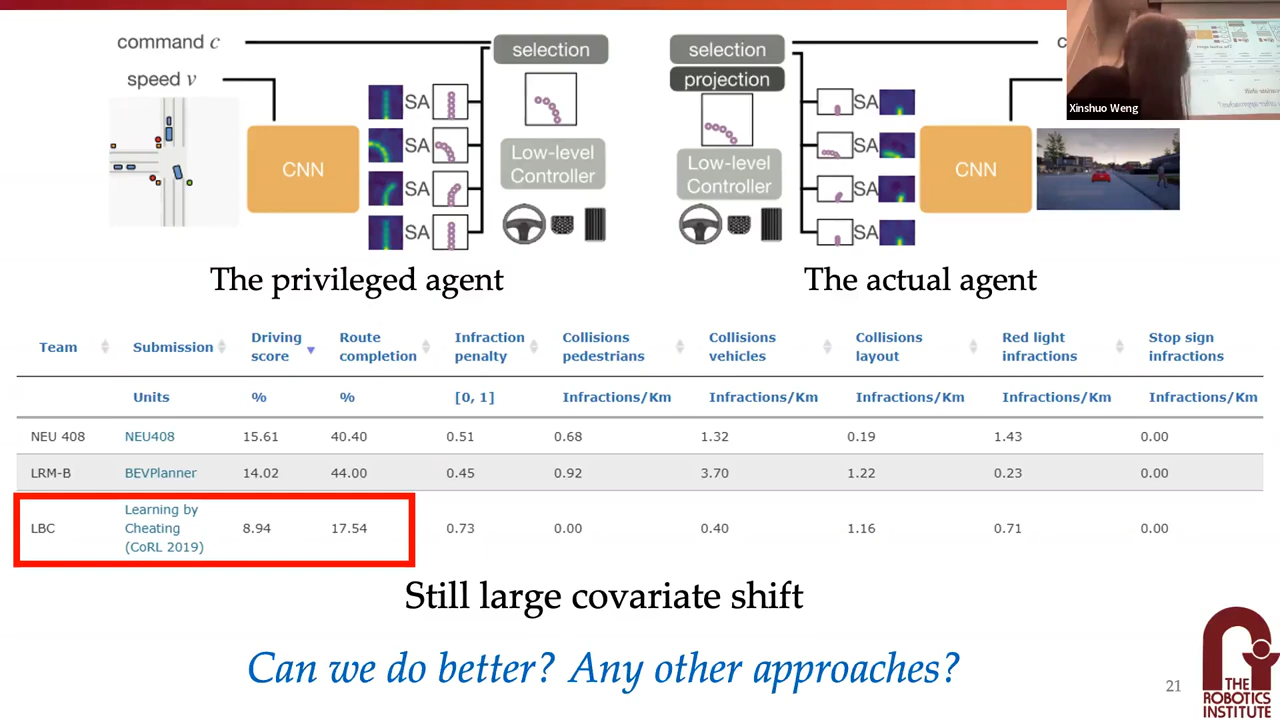 command c
speed v
CNN
SA
SA
SA
SA
selection
Low-level
Controller
selection
projection
Low-level
Controller
SA
SA
SA
SA
CNN
c
Xinshuo Weng
The privileged agent
The actual agent
Team Submission Driving score Route completion Infraction penalty Collisions pedestrians Collisions vehicles Collisions layout Red light infractions Stop sign infractions
Units % % [0, 1] Infractions/Km Infractions/Km Infractions/Km Infractions/Km Infractions/Km
NEU 408 NEU408 15.61 40.40 0.51 0.68 1.32 0.19 1.43 0.00
LRM-B BEVPlanner 14.02 44.00 0.45 0.92 3.70 1.22 0.23 0.00
LBC Learning by Cheating (CoRL 2019) 8.94 17.54 0.73 0.00 0.40 1.16 0.71 0.00
Still large covariate shift
Can we do better? Any other approaches?
21
THE
ROBOTICS
INSTITUTE